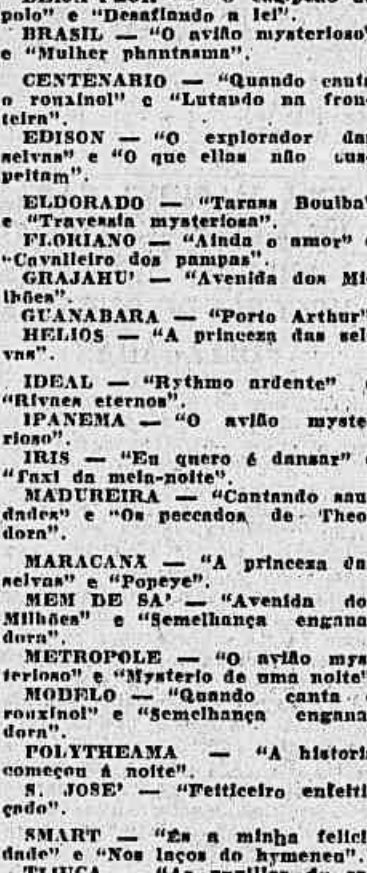 polo" e "Desafiando a lei".
BRASIL — "O avião mysterioso"
e "Mulher phantasma".
CENTENARIO — "Quando canta
o rouxinol" e "Lutando na fron-
teira".
EDISON — "O explorador das
selvas" e "O que ellas não sus-
peitam".
ELDORADO — "Tarass Boulba"
e "Travessia mysteriosa".
FLORIANO — "Ainda o amor" e
"Cavalleiro dos pampas".
GRAJAHU' — "Avenida dos Mi-
lhões".
GUANABARA — "Porto Arthur"
HELIOS — "A princeza das sel-
vas".
IDEAL — "Rythmo ardente" e
"Rivaes eternos".
IPANEMA — "O avião myste-
rioso".
IRIS — "Eu quero é dansar" e
"Taxi da meia-noite".
MADUREIRA — "Cantando sau-
dades" e "Os peccados de Theo-
dora".
MARACANA — "A princeza das
selvas" e "Popeye".
MEM DE SA' — "Avenida dos
Milhões" e "Semelhança engana-
dora".
METROPOLE — "O avião mys-
terioso" e "Mysterio de uma noite"
MODELO — "Quando canta o
rouxinol" e "Semelhança engana-
dora".
POLYTHEAMA — "A historia
começou á noite".
S. JOSE' — "Feiticeiro enfeiti-
çado".
SMART — "És a minha felici-
dade" e "Nos laços do hymeneu".